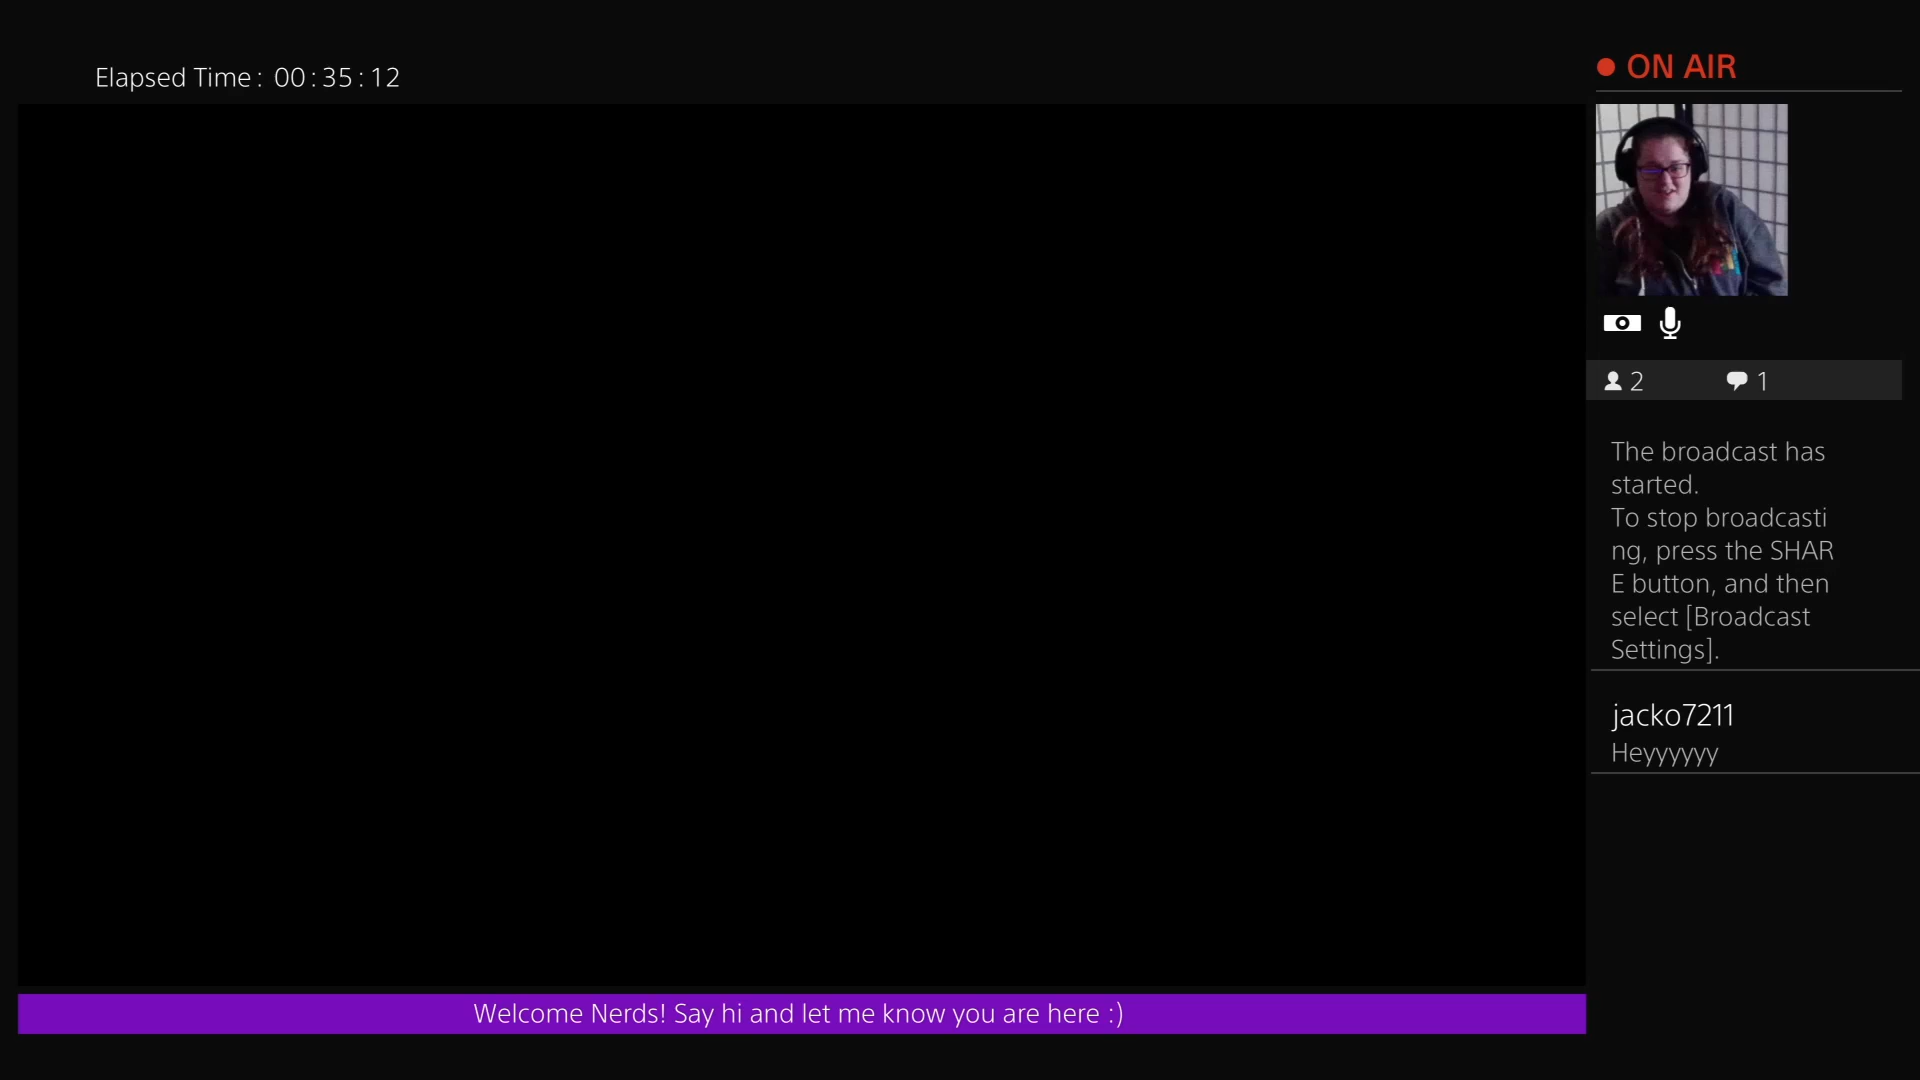 Elapsed Time: 00:35:12
ON AIR
2 1
The broadcast has
started.
To stop broadcasti
ng, press the SHAR
E button, and then
select [Broadcast
Settings].
jacko7211
Heyyyyyy
Welcome Nerds! Say hi and let me know you are here :)